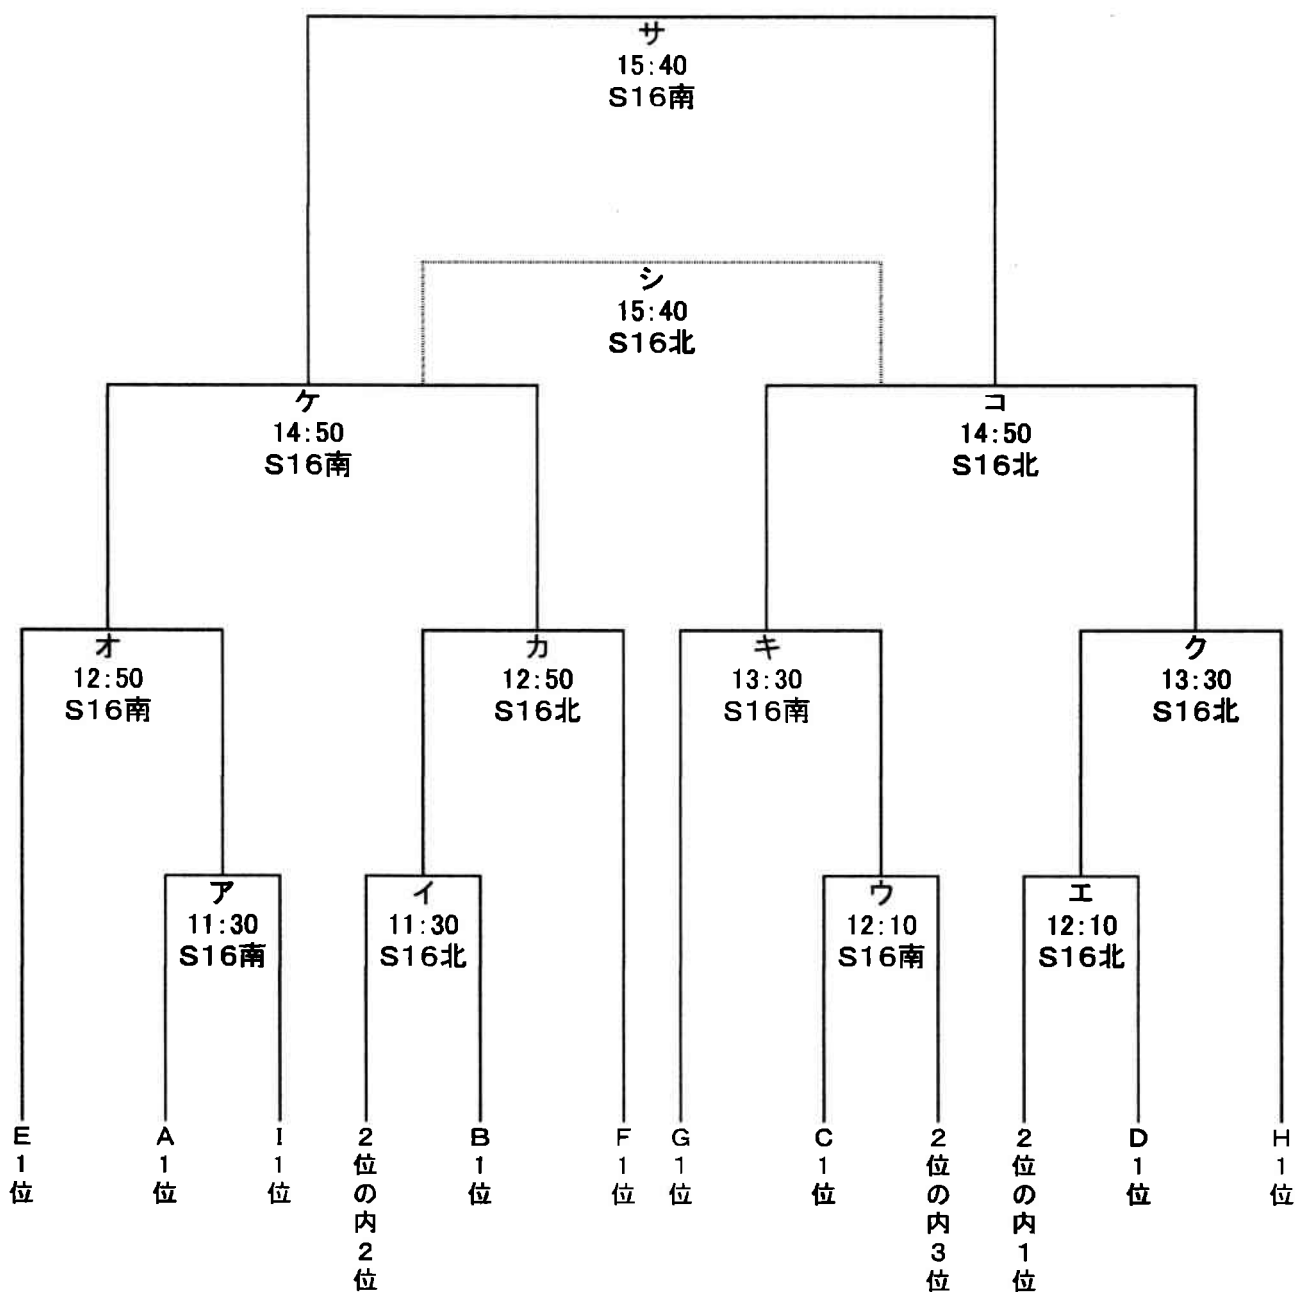 サ
15:40
S16南
シ
15:40
S16北
ケ
14:50
S16南
コ
14:50
S16北
オ
12:50
S16南
カ
12:50
S16北
キ
13:30
S16南
ク
13:30
S16北
ア
11:30
S16南
イ
11:30
S16北
ウ
12:10
S16南
エ
12:10
S16北
E1位
A1位
I1位
2位の内2位
B1位
F1位
G1位
C1位
2位の内3位
2位の内1位
D1位
H1位